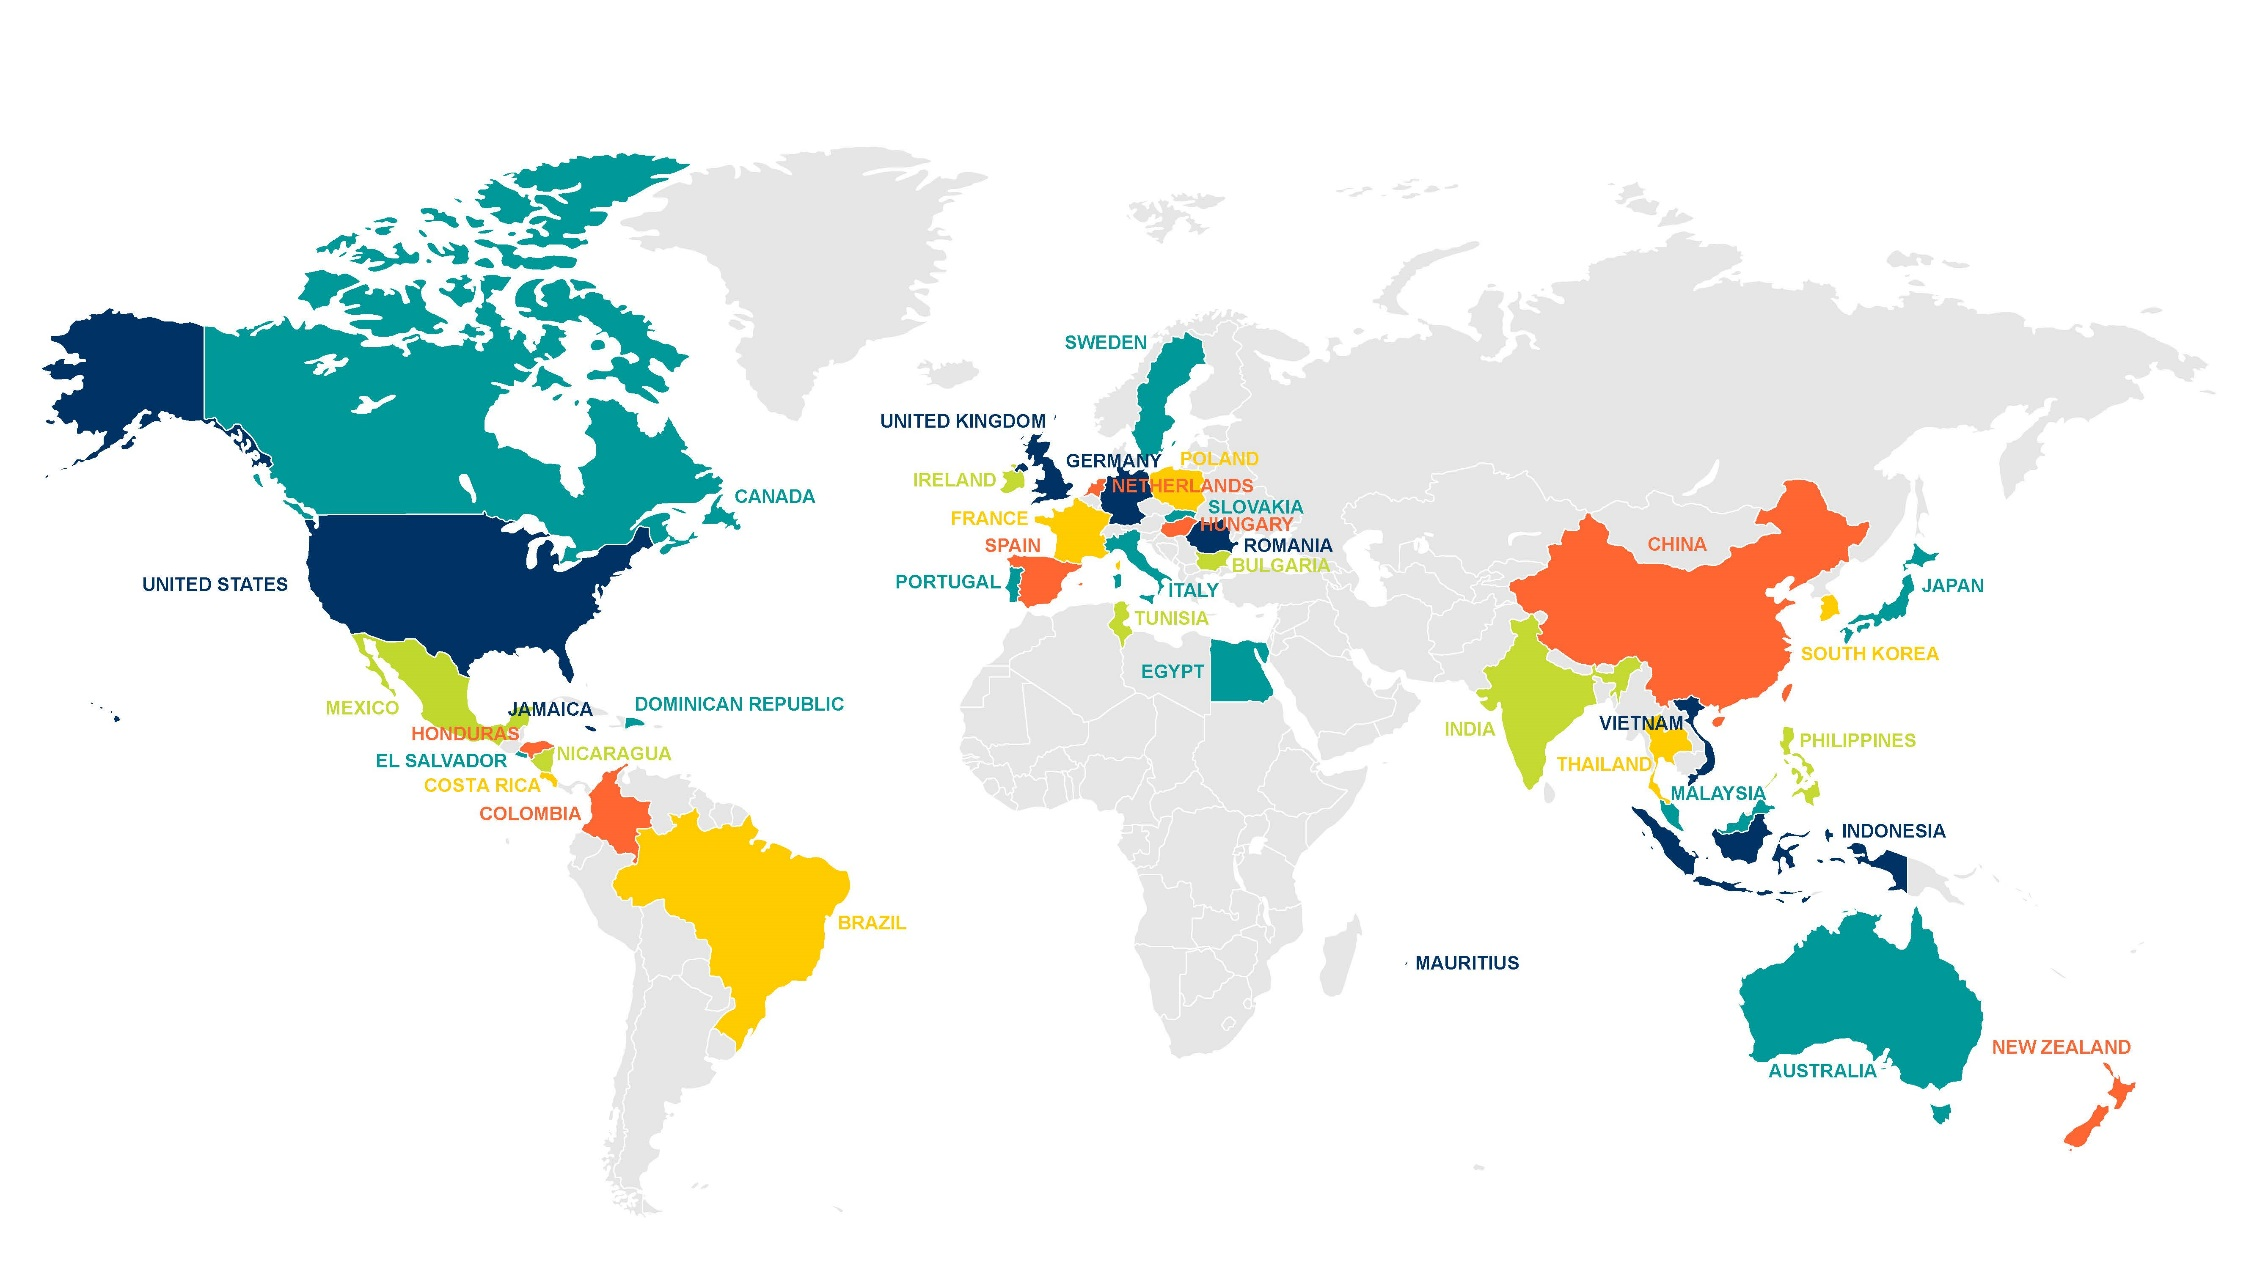 SWEDEN
UNITED KINGDOM
GERMANY
POLAND
IRELAND
NETHERLANDS
CANADA
SLOVAKIA
FRANCE
HUNGARY
SPAIN
ROMANIA
CHINA
BULGARIA
UNITED STATES
PORTUGAL
ITALY
JAPAN
TUNISIA
SOUTH KOREA
EGYPT
MEXICO
JAMAICA
DOMINICAN REPUBLIC
INDIA
VIETNAM
HONDURAS
PHILIPPINES
EL SALVADOR
NICARAGUA
THAILAND
COSTA RICA
MALAYSIA
COLOMBIA
INDONESIA
BRAZIL
MAURITIUS
NEW ZEALAND
AUSTRALIA